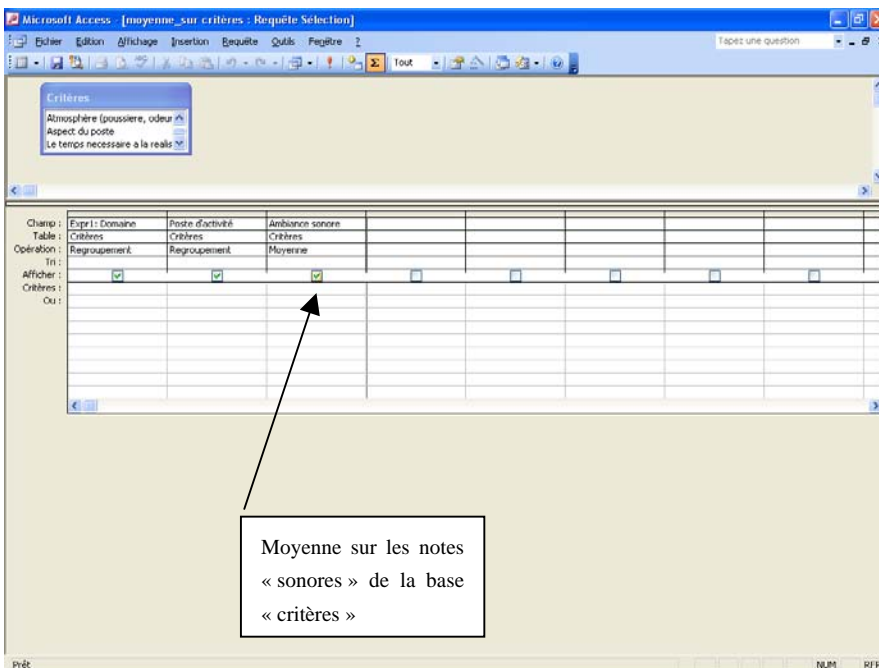 Microsoft Access - [moyenne_sur critères : Requête Sélection]
Fichier Edition Affichage Insertion Requête Outils Fenêtre ?
Tapez une question
Tout
Critères
Atmosphère (poussiere, odeur
Aspect du poste
Le temps necessaire a la realis
Champ : Expr1: Domaine Poste d'activité Ambiance sonore
Table : Critères Critères Critères
Opération : Regroupement Regroupement Moyenne
Tri :
Afficher :
Critères :
Ou :
Moyenne sur les notes
« sonores » de la base
« critères »
Prêt NUM RFP